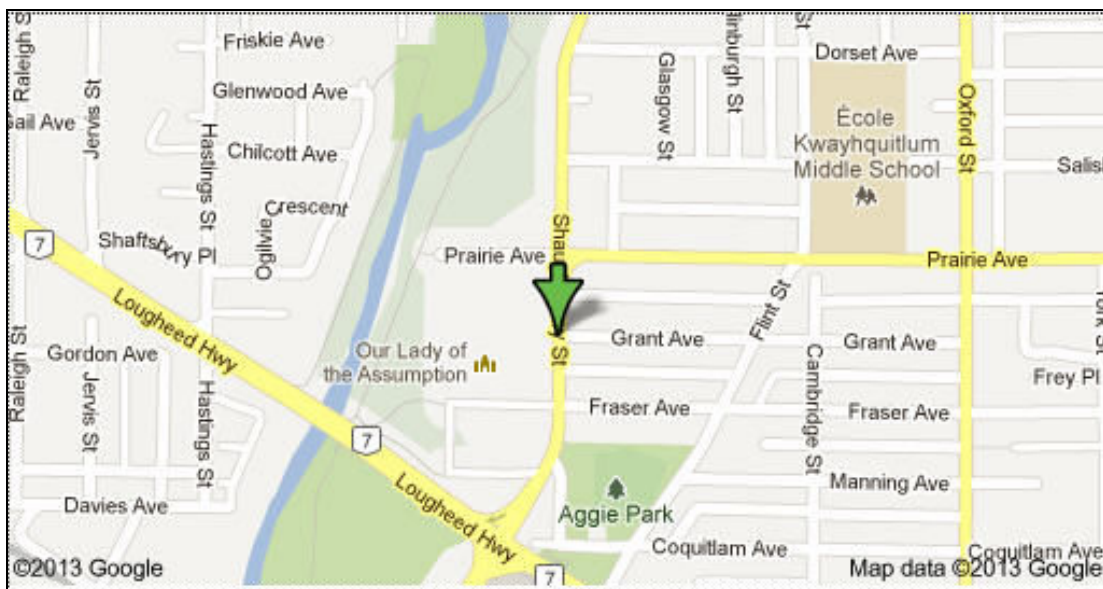 Raleigh St
Friskie Ave
Dorset Ave
Glasgow St
Jervis St
Glenwood Ave
Oxford St
Hastings St
École
Kwayhquitlum
Middle School
Chilcott Ave
Crescent
Ogilvie
Shaftsbury Pl
7
Prairie Ave
Prairie Ave
Lougheed Hwy
Flint St
Grant Ave
Grant Ave
Gordon Ave
Our Lady of
the Assumption
Cambridge St
Frey Pl
Raleigh St
Jervis St
Hastings St
Fraser Ave
Fraser Ave
7
Lougheed Hwy
Manning Ave
Davies Ave
Aggie Park
Coquitlam Ave
Coquitlam Ave
7
©2013 Google
Map data ©2013 Google